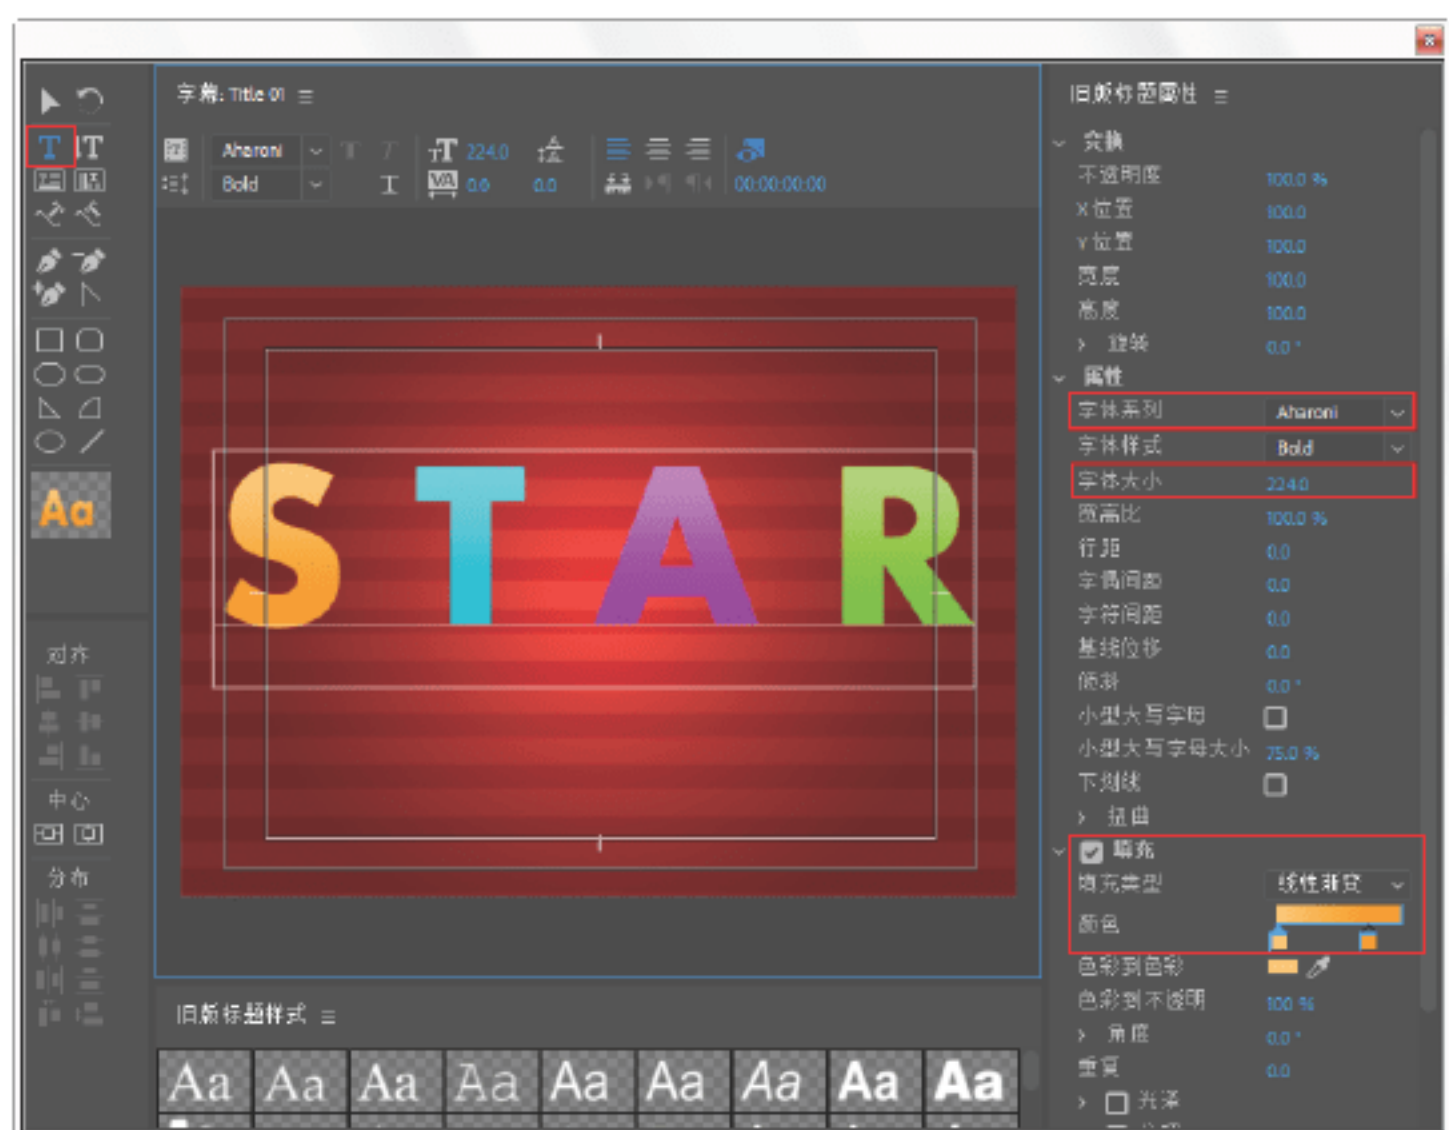 字幕: Title 01
Aharoni
224.0
Bold
0.0
0.0
00:00:00:00
T
Aa
对齐
中心
分布
S T A R
旧版标题样式
Aa Aa Aa Aa Aa Aa Aa Aa Aa
旧版标题属性
变换
不透明度 100.0 %
X 位置 100.0
Y 位置 100.0
宽度 100.0
高度 100.0
旋转 0.0 °
属性
字体系列 Aharoni
字体样式 Bold
字体大小 224.0
宽高比 100.0 %
行距 0.0
字偶间距 0.0
字符间距 0.0
基线位移 0.0
倾斜 0.0 °
小型大写字母
小型大写字母大小 75.0 %
下划线
扭曲
填充
填充类型 线性渐变
颜色
色彩到色彩
色彩到不透明 100 %
角度 0.0 °
重复 0.0
光泽